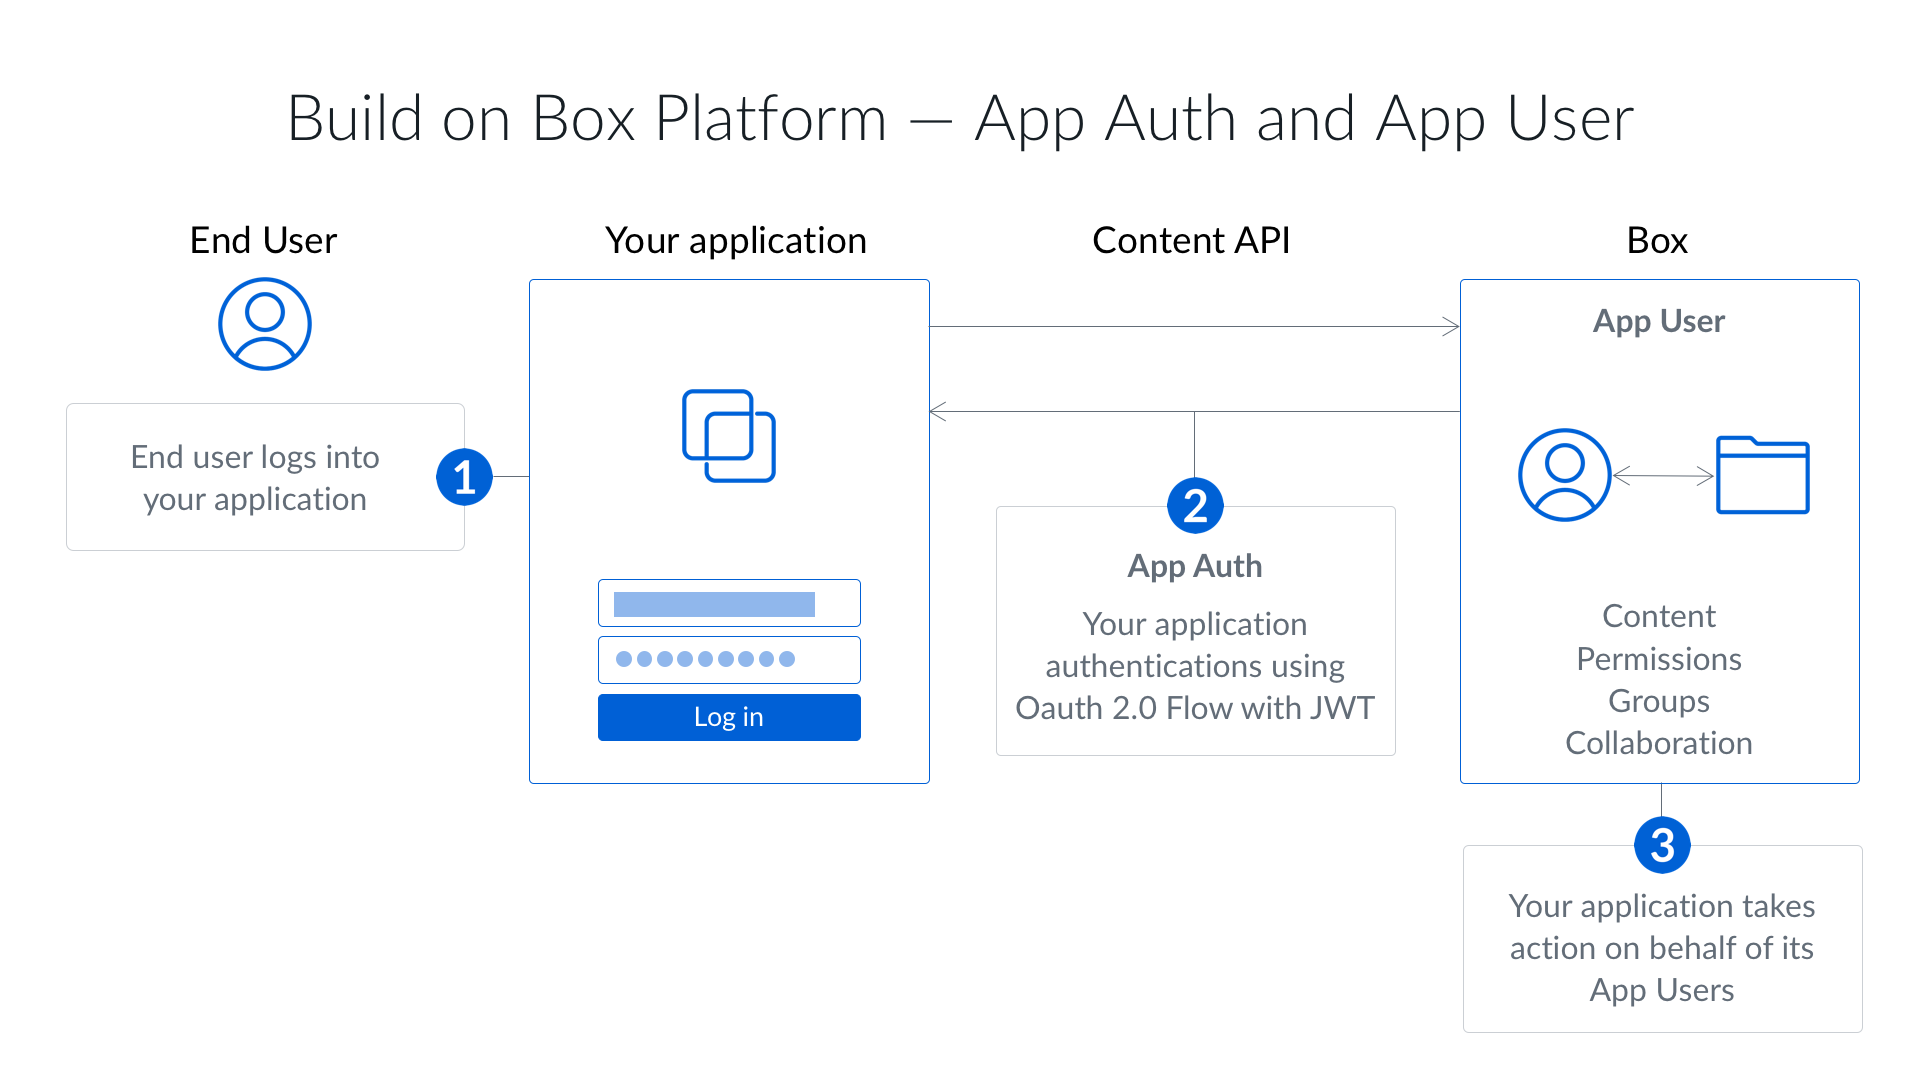 Build on Box Platform — App Auth and App User
End User
Your application
Content API
Box
End user logs into
your application
1
Log in
2
App Auth
Your application
authentications using
Oauth 2.0 Flow with JWT
App User
Content
Permissions
Groups
Collaboration
3
Your application takes
action on behalf of its
App Users